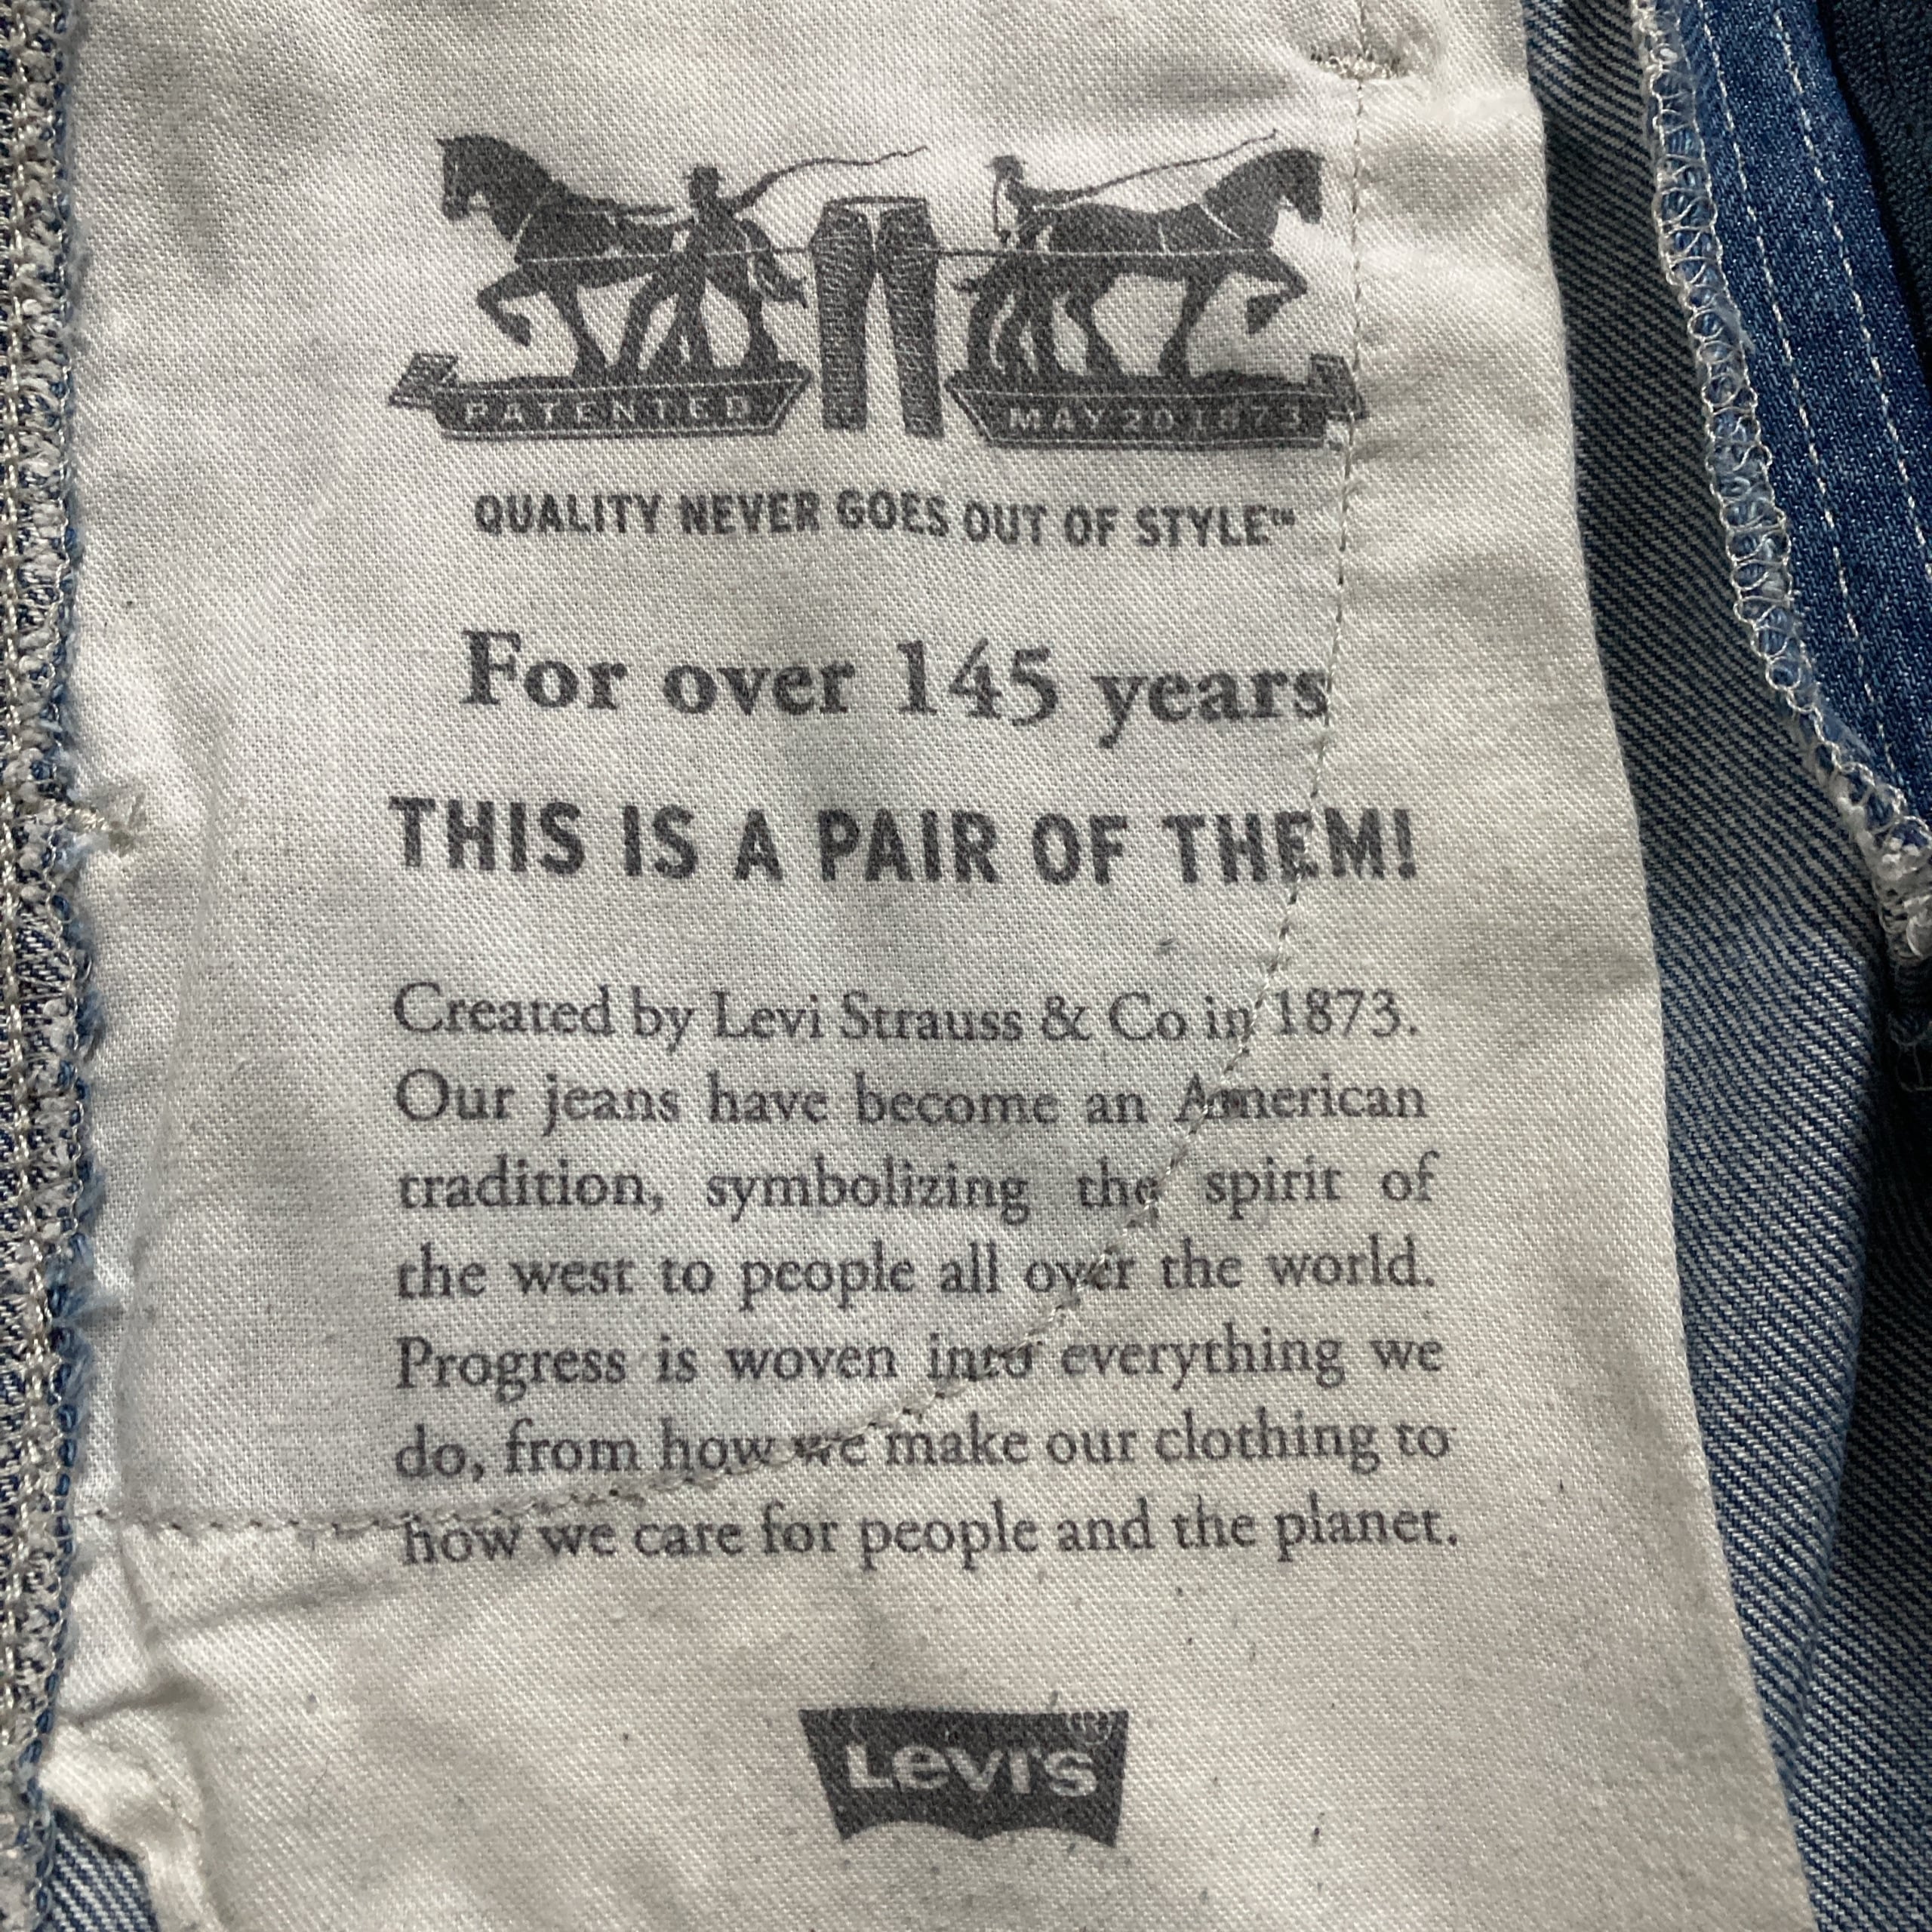 PATENTED MAY 20 1873
QUALITY NEVER GOES OUT OF STYLE™
For over 145 years
THIS IS A PAIR OF THEM!
Created by Levi Strauss & Co in 1873.
Our jeans have become an American
tradition, symbolizing the spirit of
the west to people all over the world.
Progress is woven into everything we
do, from how we make our clothing to
how we care for people and the planet.
Levi's